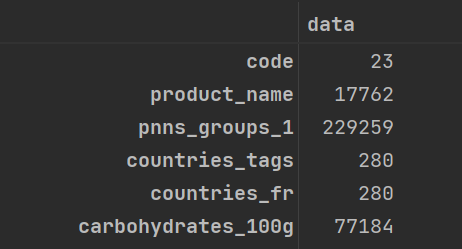 data
code 23
product_name 17762
pnns_groups_1 229259
countries_tags 280
countries_fr 280
carbohydrates_100g 77184